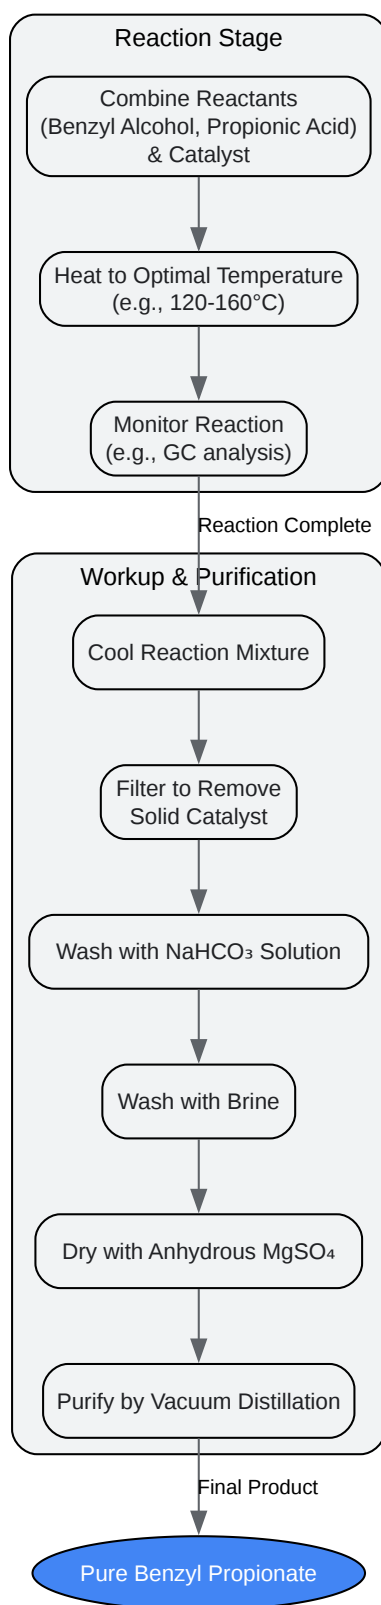 Reaction Stage
Combine Reactants
(Benzyl Alcohol, Propionic Acid)
& Catalyst
Heat to Optimal Temperature
(e.g., 120-160°C)
Monitor Reaction
(e.g., GC analysis)
Reaction Complete
Workup & Purification
Cool Reaction Mixture
Filter to Remove
Solid Catalyst
Wash with NaHCO₃ Solution
Wash with Brine
Dry with Anhydrous MgSO₄
Purify by Vacuum Distillation
Final Product
Pure Benzyl Propionate